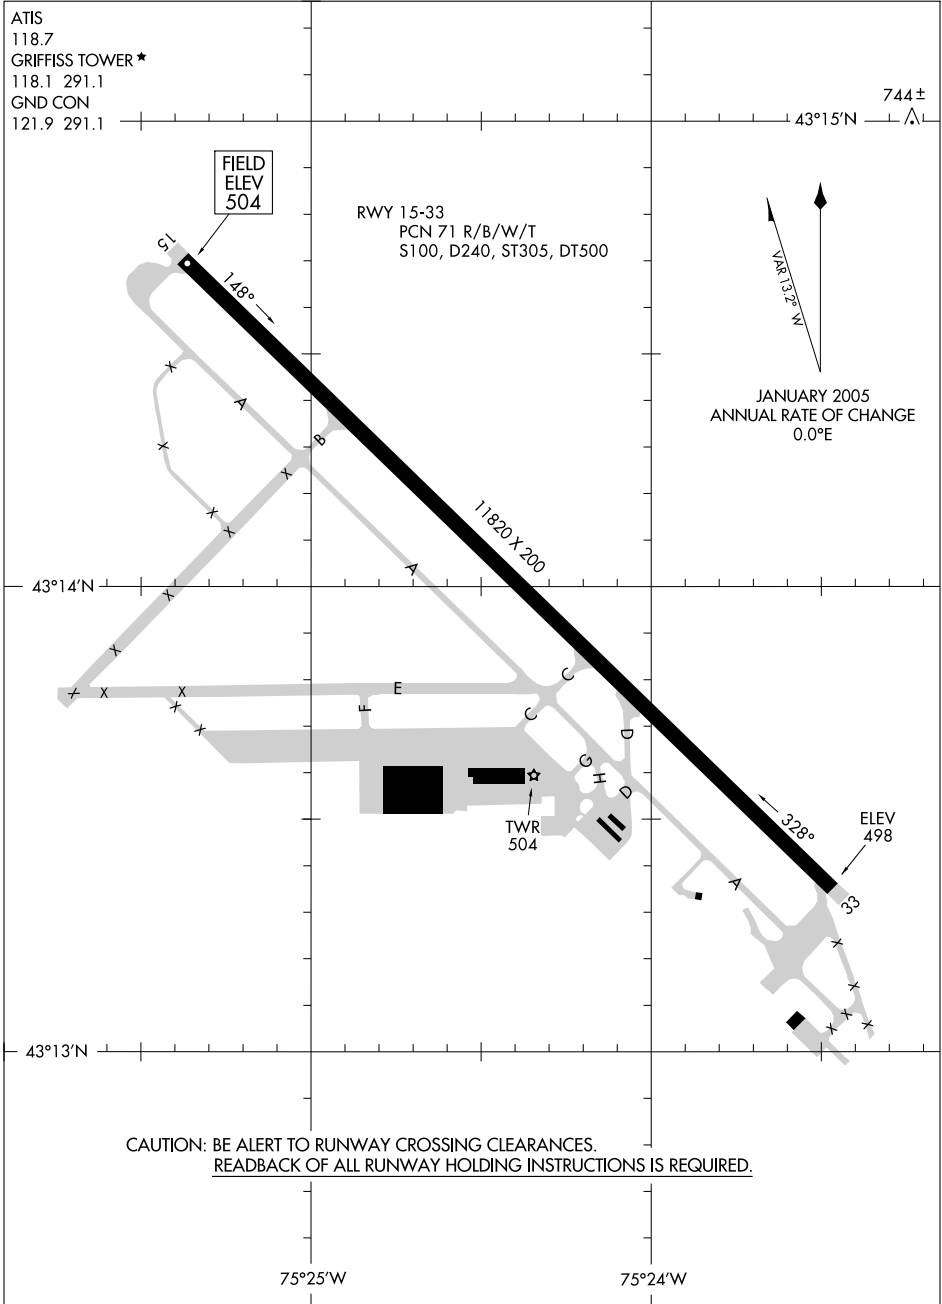 ATIS
118.7
GRIFFISS TOWER ★
118.1 291.1
GND CON
121.9 291.1
744±
43°15'N
FIELD
ELEV
504
RWY 15-33
PCN 71 R/B/W/T
S100, D240, ST305, DT500
15
148°
VAR 13.2° W
JANUARY 2005
ANNUAL RATE OF CHANGE
0.0°E
X
A
X
B
X
X
X
11820 X 200
A
43°14'N
X
X
X
C
X
X
X
E
X
F
C
X
D
G
H
D
TWR
504
328°
ELEV
498
A
33
X
X
X
X
X
43°13'N
CAUTION: BE ALERT TO RUNWAY CROSSING CLEARANCES.
READBACK OF ALL RUNWAY HOLDING INSTRUCTIONS IS REQUIRED.
75°25'W
75°24'W